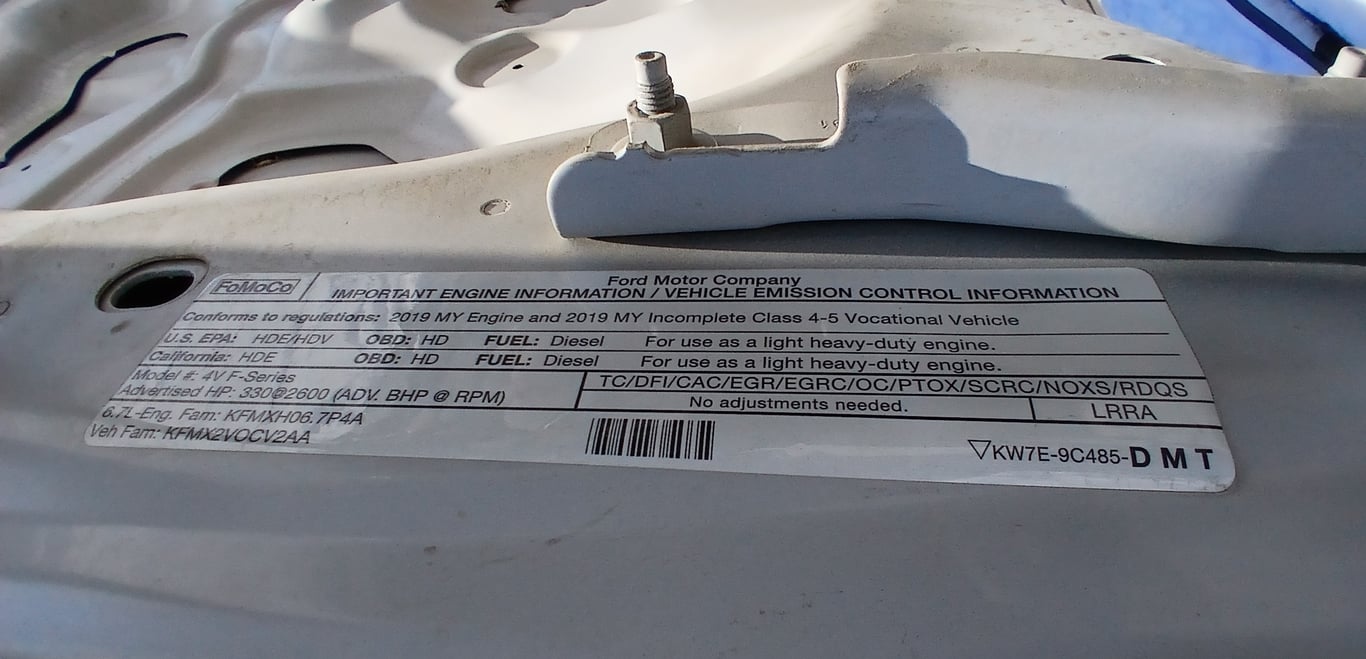 FoMoCo
Ford Motor Company
IMPORTANT ENGINE INFORMATION / VEHICLE EMISSION CONTROL INFORMATION
Conforms to regulations: 2019 MY Engine and 2019 MY Incomplete Class 4-5 Vocational Vehicle
U.S. EPA: HDE/HDV OBD: HD FUEL: Diesel For use as a light heavy-duty engine.
California: HDE OBD: HD FUEL: Diesel For use as a light heavy-duty engine.
Model #: 4V F-Series
Advertised HP: 330@2600 (ADV. BHP @ RPM)
TC/DFI/CAC/EGR/EGRC/OC/PTOX/SCRC/NOXS/RDQS
No adjustments needed. LRRA
6.7L-Eng. Fam: KFMXH06.7P4A
Veh Fam: KFMX2VOCV2AA
▽KW7E-9C485-DMT